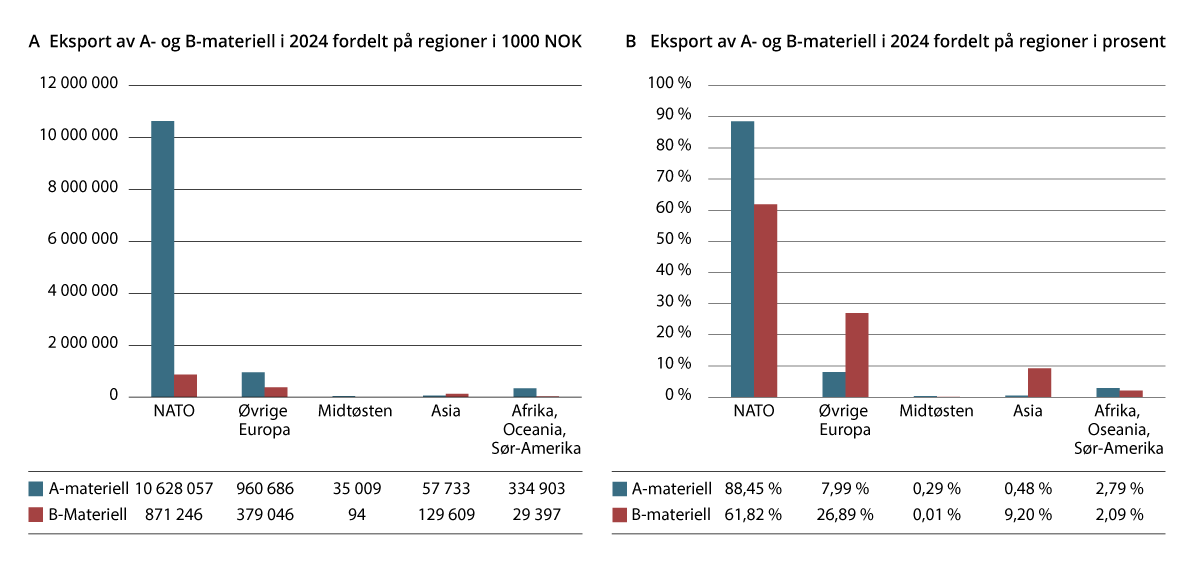 A Eksport av A- og B-materiell i 2024 fordelt på regioner i 1000 NOK
12 000 000
10 000 000
8 000 000
6 000 000
4 000 000
2 000 000
0
NATO Øvrige Midtøsten Asia Afrika,
Europa Oceania,
Sør-Amerika
A-materiell 10 628 057 960 686 35 009 57 733 334 903
B-Materiell 871 246 379 046 94 129 609 29 397
B Eksport av A- og B-materiell i 2024 fordelt på regioner i prosent
100 %
90 %
80 %
70 %
60 %
50 %
40 %
30 %
20 %
10 %
0 %
NATO Øvrige Midtøsten Asia Afrika,
Europa Oseania,
Sør-Amerika
A-materiell 88,45 % 7,99 % 0,29 % 0,48 % 2,79 %
B-materiell 61,82 % 26,89 % 0,01 % 9,20 % 2,09 %